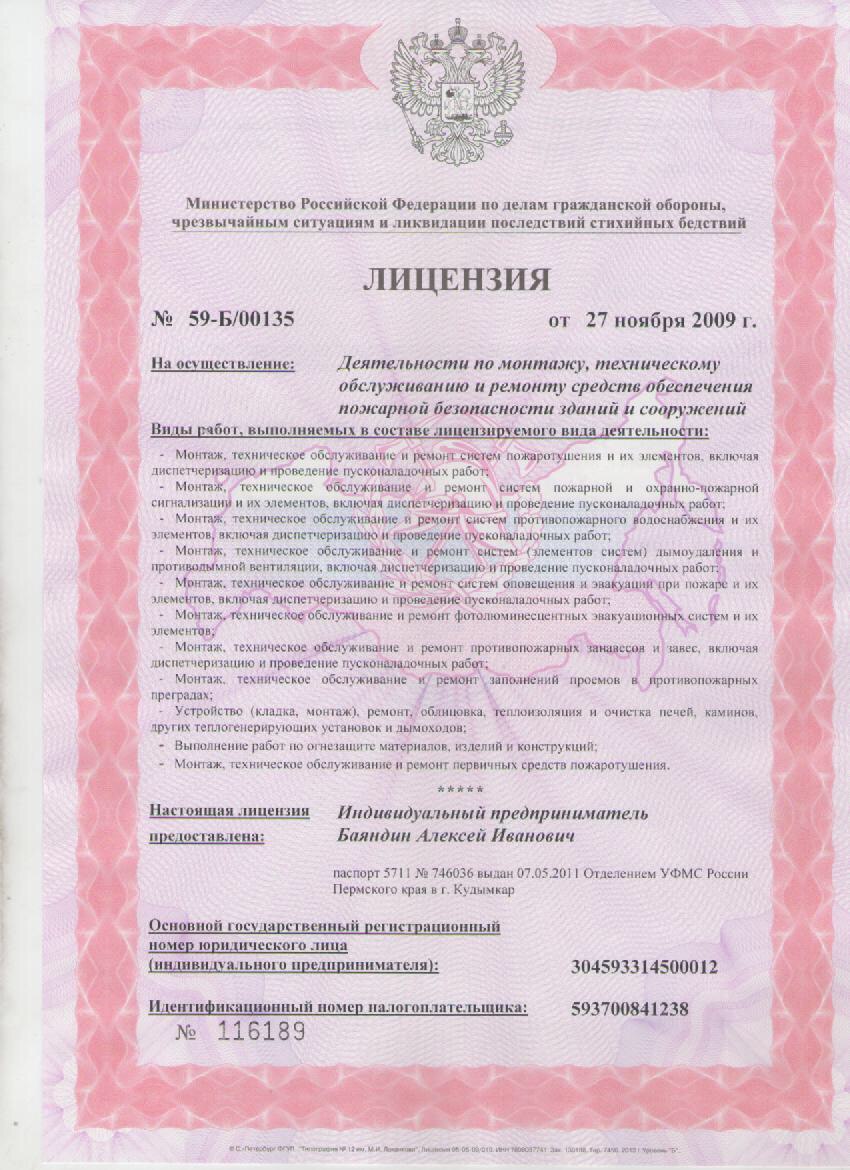 Министерство Российской Федерации по делам гражданской обороны,
чрезвычайным ситуациям и ликвидации последствий стихийных бедствий
ЛИЦЕНЗИЯ
№ 59-Б/00135 от 27 ноября 2009 г.
На осуществление: Деятельности по монтажу, техническому
обслуживанию и ремонту средств обеспечения
пожарной безопасности зданий и сооружений
Виды работ, выполняемых в составе лицензируемого вида деятельности:
- Монтаж, техническое обслуживание и ремонт систем пожаротушения и их элементов, включая
диспетчеризацию и проведение пусконаладочных работ;
- Монтаж, техническое обслуживание и ремонт систем пожарной и охранно-пожарной
сигнализации и их элементов, включая диспетчеризацию и проведение пусконаладочных работ;
- Монтаж, техническое обслуживание и ремонт систем противопожарного водоснабжения и их
элементов, включая диспетчеризацию и проведение пусконаладочных работ;
- Монтаж, техническое обслуживание и ремонт систем (элементов систем) дымоудаления и
противодымной вентиляции, включая диспетчеризацию и проведение пусконаладочных работ;
- Монтаж, техническое обслуживание и ремонт систем оповещения и эвакуации при пожаре и их
элементов, включая диспетчеризацию и проведение пусконаладочных работ;
- Монтаж, техническое обслуживание и ремонт фотолюминесцентных эвакуационных систем и их
элементов;
- Монтаж, техническое обслуживание и ремонт противопожарных занавесов и завес, включая
диспетчеризацию и проведение пусконаладочных работ;
- Монтаж, техническое обслуживание и ремонт заполнений проемов в противопожарных
преградах;
- Устройство (кладка, монтаж), ремонт, облицовка, теплоизоляция и очистка печей, каминов,
других теплогенерирующих установок и дымоходов;
- Выполнение работ по огнезащите материалов, изделий и конструкций;
- Монтаж, техническое обслуживание и ремонт первичных средств пожаротушения.
*****
Настоящая лицензия Индивидуальный предприниматель
предоставлена: Баяндин Алексей Иванович
паспорт 5711 № 746036 выдан 07.05.2011 Отделением УФМС России
Пермского края в г. Кудымкар
Основной государственный регистрационный
номер юридического лица
(индивидуального предпринимателя): 304593314500012
Идентификационный номер налогоплательщика: 593700841238
№ 116189